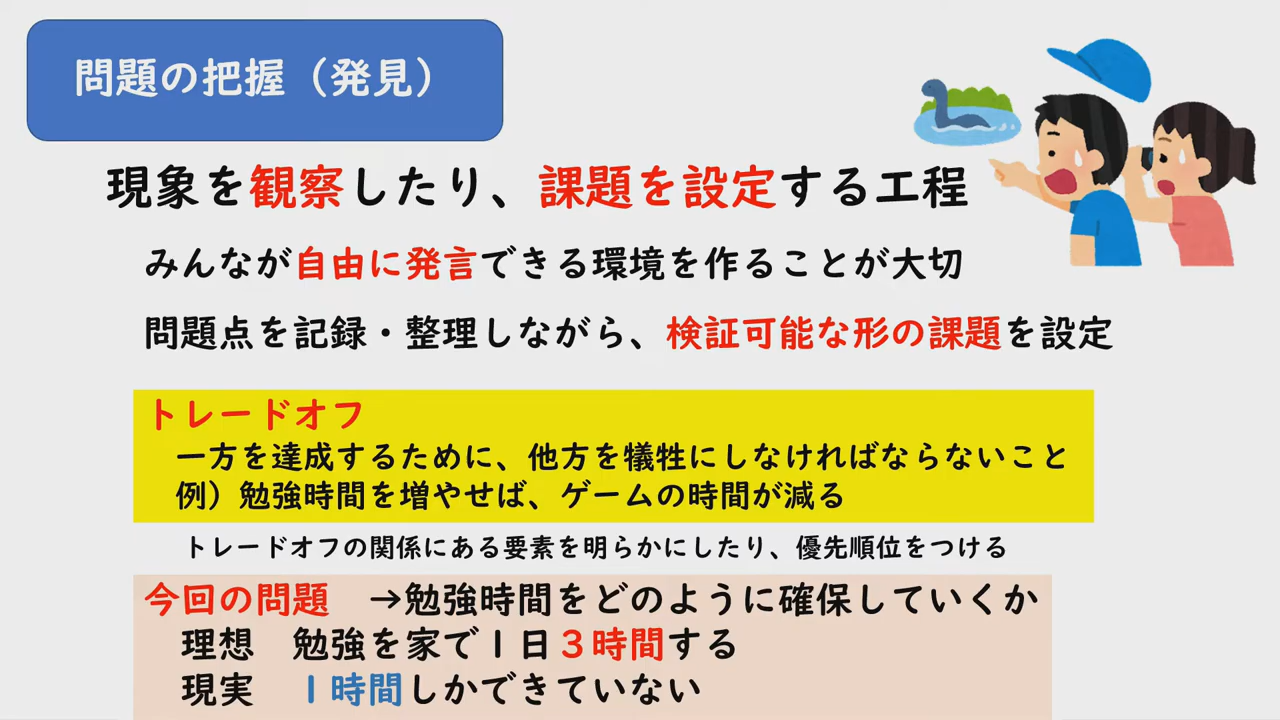 問題の把握（発見）
現象を観察したり、課題を設定する工程
みんなが自由に発言できる環境を作ることが大切
問題点を記録・整理しながら、検証可能な形の課題を設定
トレードオフ
一方を達成するために、他方を犠牲にしなければならないこと
例）勉強時間を増やせば、ゲームの時間が減る
トレードオフの関係にある要素を明らかにしたり、優先順位をつける
今回の問題　→勉強時間をどのように確保していくか
理想　勉強を家で１日３時間する
現実　１時間しかできていない